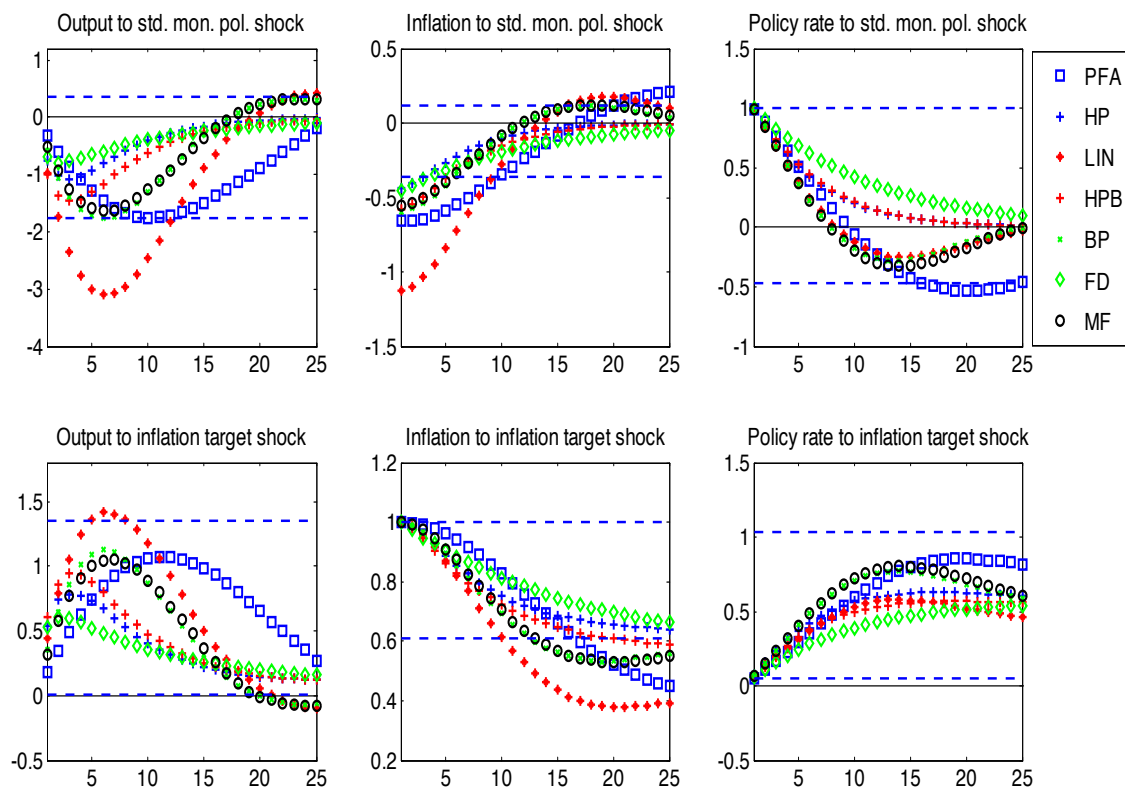 Output to std. mon. pol. shock
Inflation to std. mon. pol. shock
Policy rate to std. mon. pol. shock
1
0
-1
-2
-3
-4
5 10 15 20 25
0.5
0
-0.5
-1
-1.5
5 10 15 20 25
1.5
1
0.5
0
-0.5
-1
5 10 15 20 25
PFA
HP
LIN
HPB
BP
FD
MF
Output to inflation target shock
Inflation to inflation target shock
Policy rate to inflation target shock
1.5
1
0.5
0
-0.5
5 10 15 20 25
1.2
1
0.8
0.6
0.4
0.2
5 10 15 20 25
1.5
1
0.5
0
-0.5
5 10 15 20 25